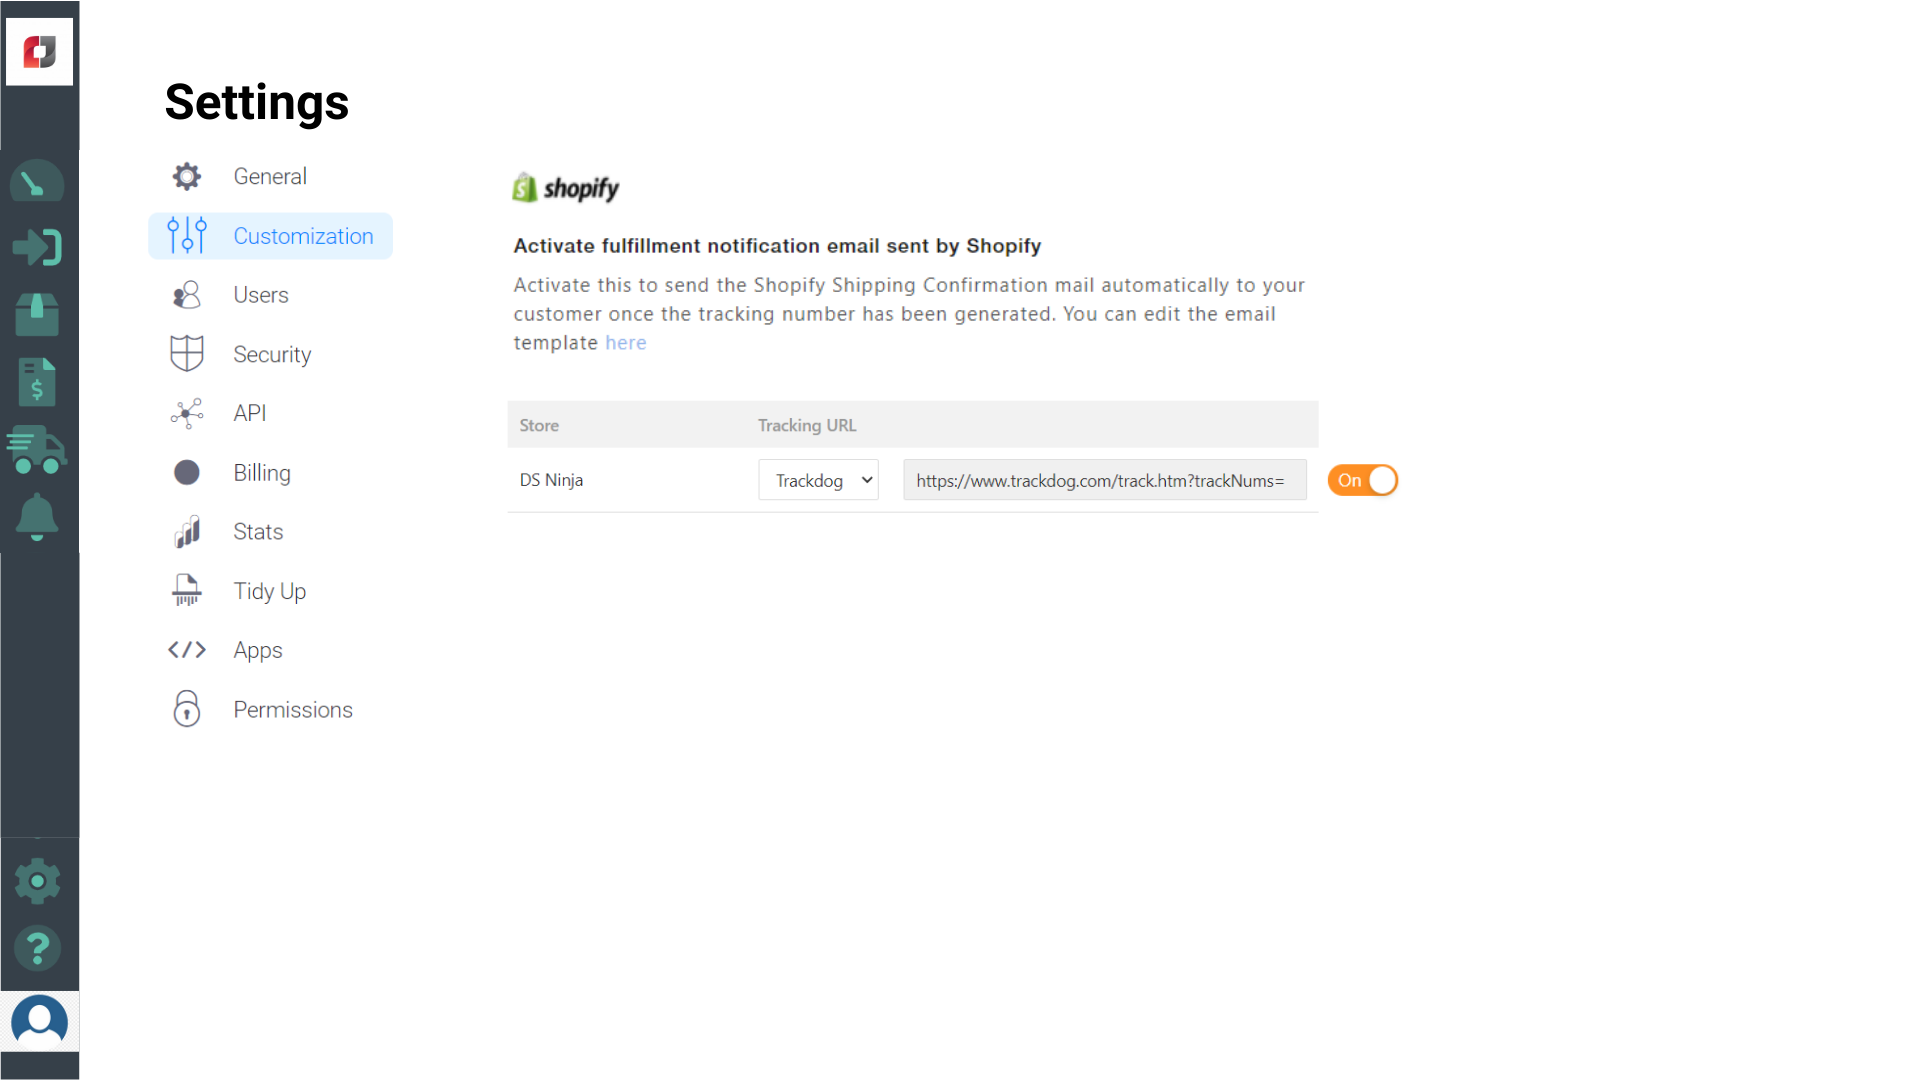 Settings
General
Customization
Users
Security
API
Billing
Stats
Tidy Up
Apps
Permissions
shopify
Activate fulfillment notification email sent by Shopify
Activate this to send the Shopify Shipping Confirmation mail automatically to your
customer once the tracking number has been generated. You can edit the email
template here
Store Tracking URL
DS Ninja Trackdog https://www.trackdog.com/track.htm?trackNums= On